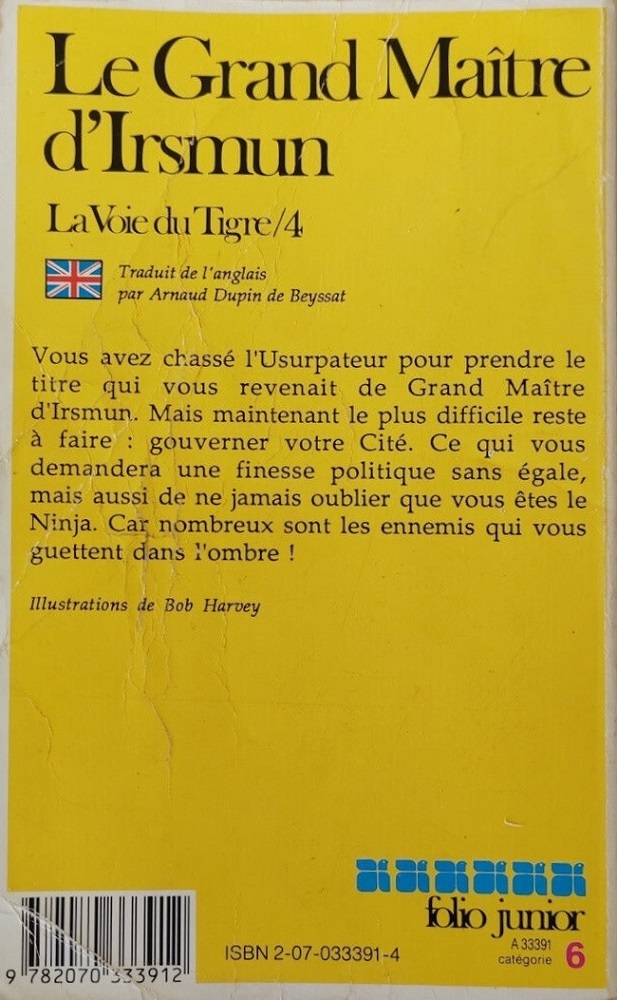 Le Grand Maître
d'Irsmun
La Voie du Tigre/4
Traduit de l'anglais
par Arnaud Dupin de Beyssat
Vous avez chassé l'Usurpateur pour prendre le
titre qui vous revenait de Grand Maître
d'Irsmun. Mais maintenant le plus difficile reste
à faire : gouverner votre Cité. Ce qui vous
demandera une finesse politique sans égale,
mais aussi de ne jamais oublier que vous êtes le
Ninja. Car nombreux sont les ennemis qui vous
guettent dans l'ombre !
Illustrations de Bob Harvey
folio junior
A 33391
catégorie 6
ISBN 2-07-033391-4
9 782070 333912